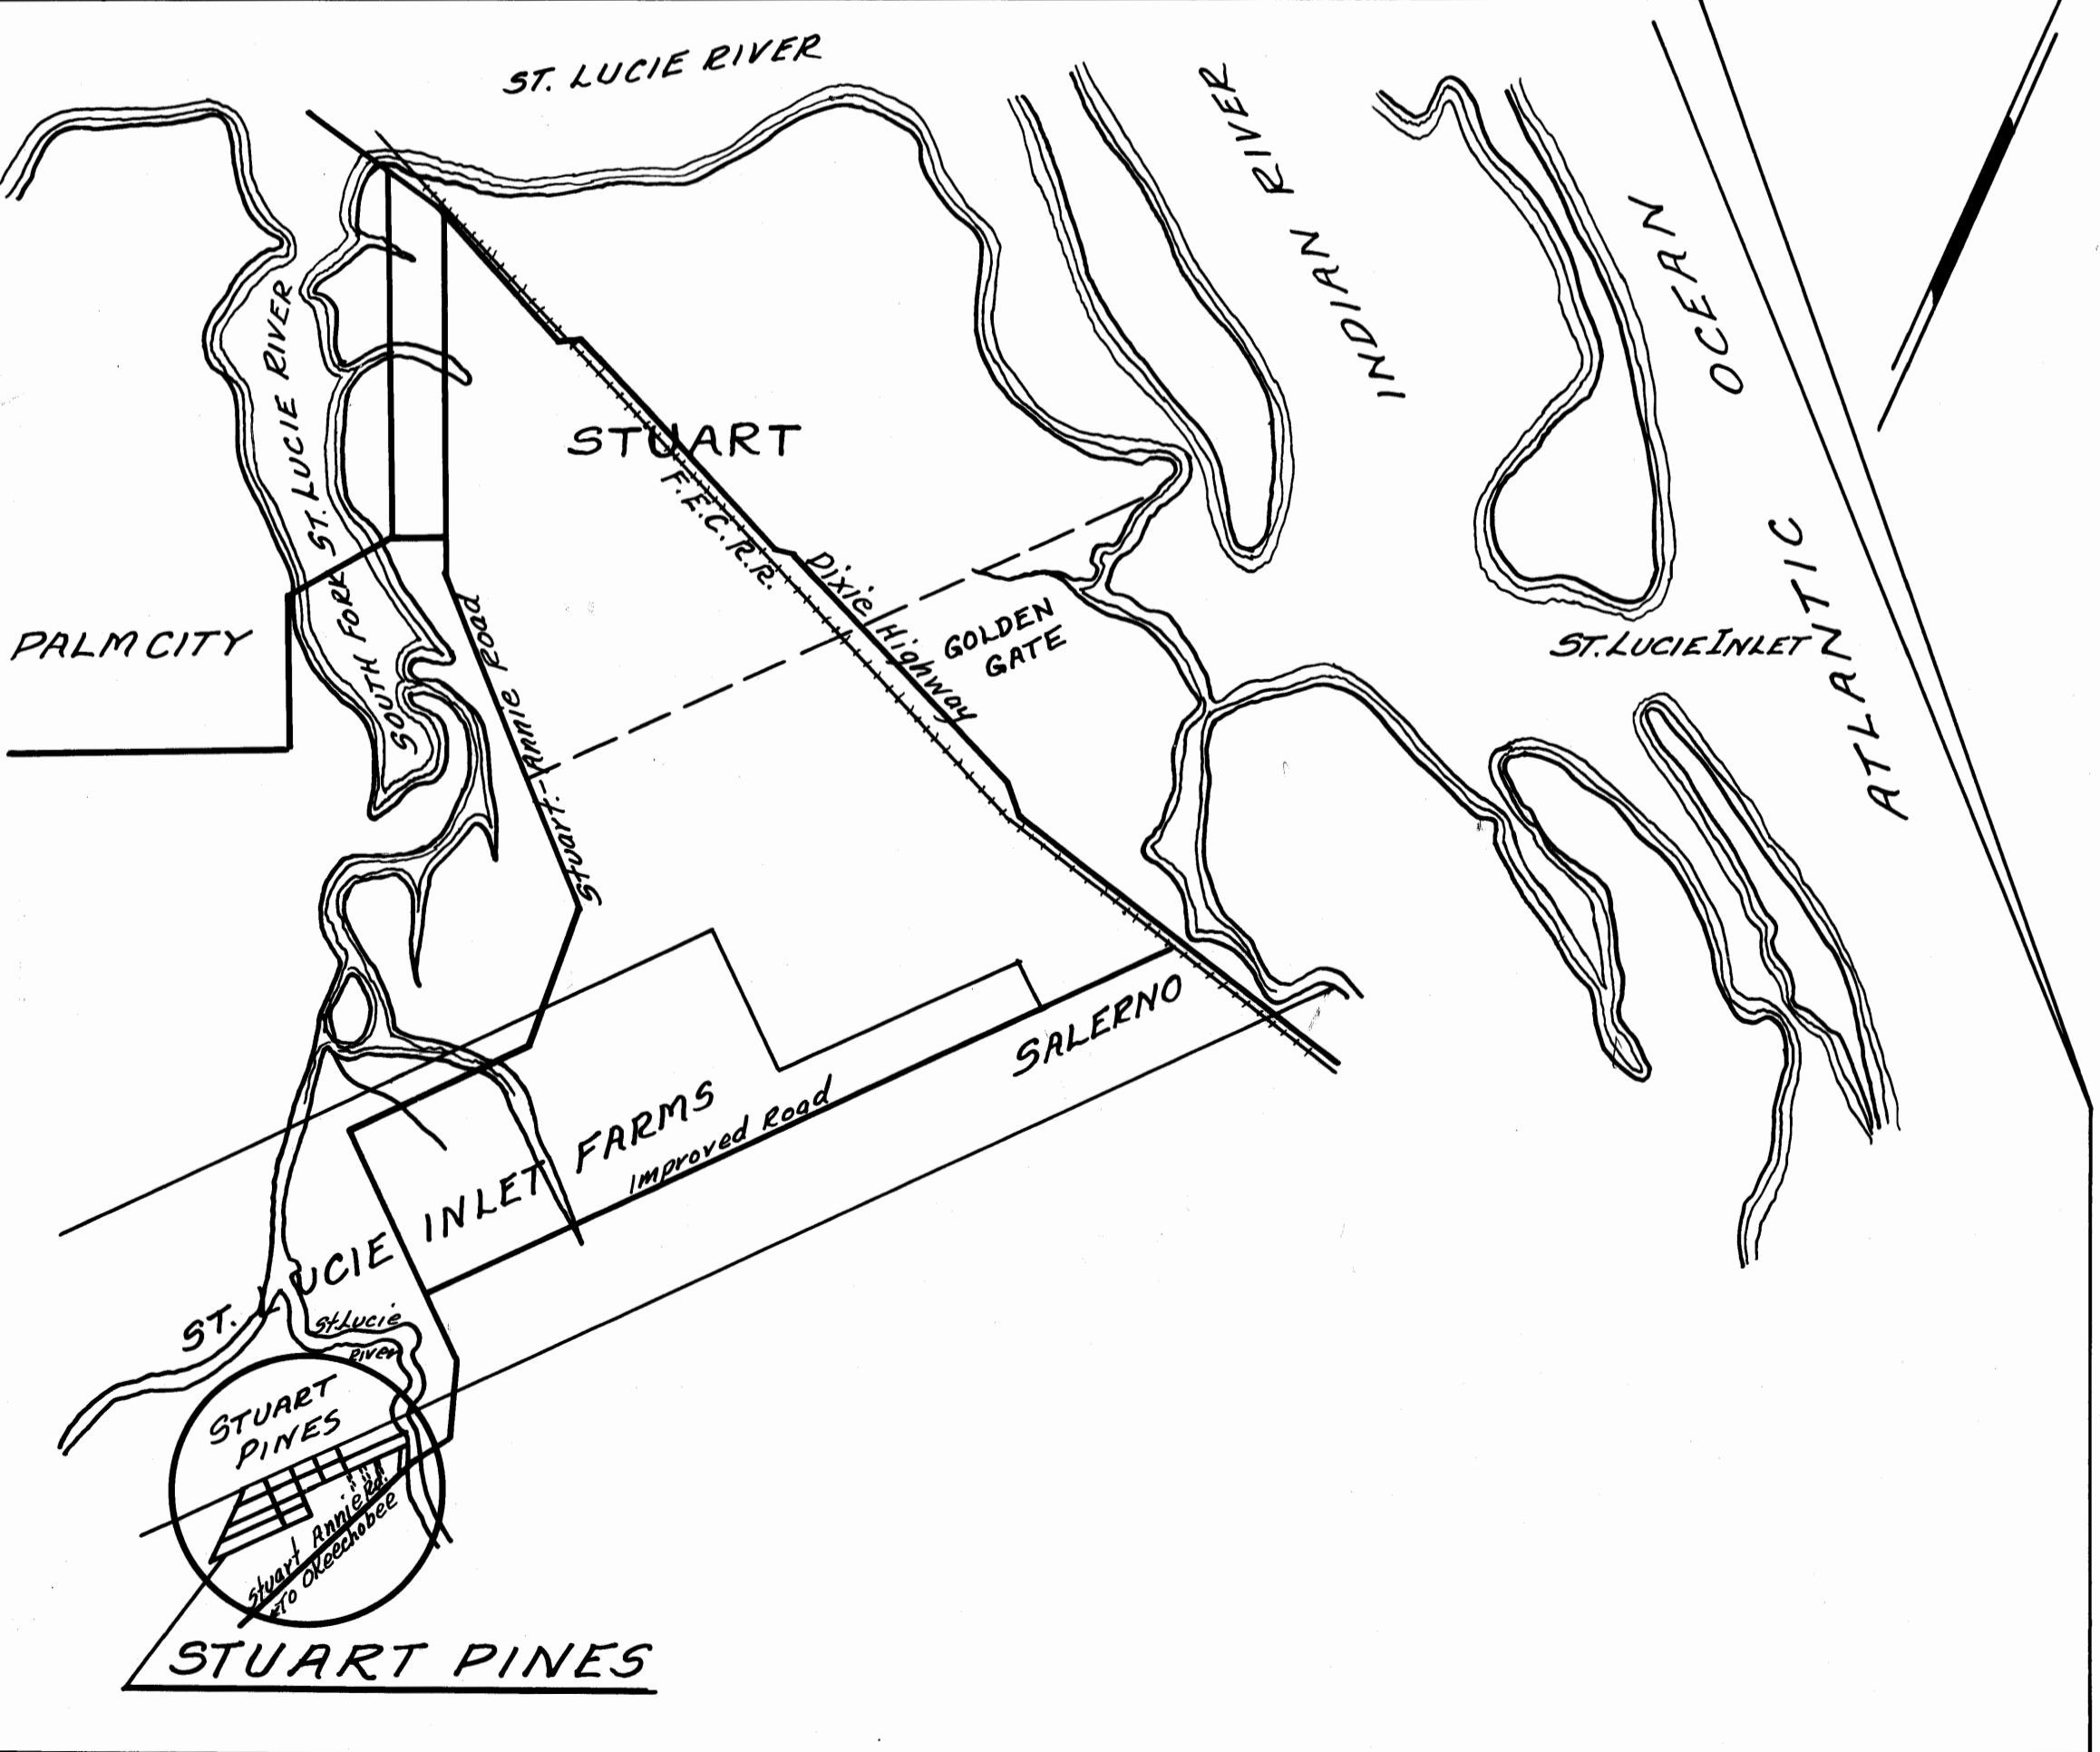 ST. LUCIE RIVER
INDIAN RIVER
ATLANTIC OCEAN
ST. LUCIE RIVER
SOUTH FORK
STUART
F.E.C.R.R.
Dixie Highway
PALM CITY
GOLDEN
GATE
ST. LUCIE INLET
Stuart-Annie Road
SALERNO
ST. LUCIE INLET FARMS
Improved Road
St. Lucie
River
STUART
PINES
Stuart Annie Rd.
To Okeechobee
STUART PINES